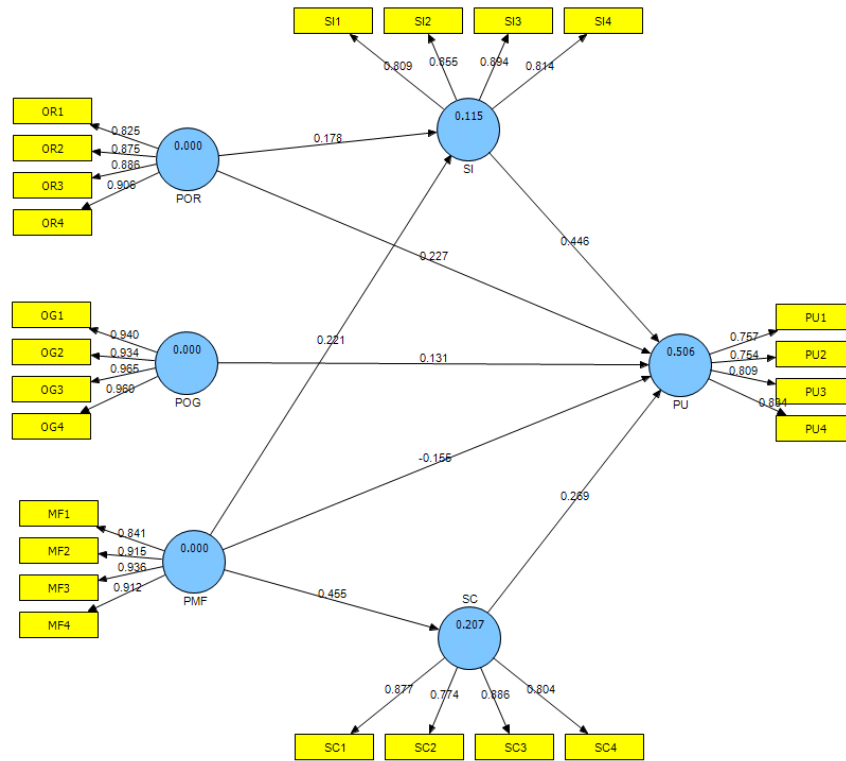 SI1 SI2 SI3 SI4
0.809 0.855 0.894 0.814
OR1
OR2
OR3
OR4
0.825
0.875
0.886
0.906
0.000
POR
0.178
0.115
SI
0.227
0.446
0.221
OG1
OG2
OG3
OG4
0.940
0.934
0.965
0.960
0.000
POG
0.131
0.506
PU
0.757
0.754
0.809
0.834
PU1
PU2
PU3
PU4
-0.155
0.269
MF1
MF2
MF3
MF4
0.841
0.915
0.936
0.912
0.000
PMF
0.455
SC
0.207
0.877 0.774 0.886 0.804
SC1 SC2 SC3 SC4